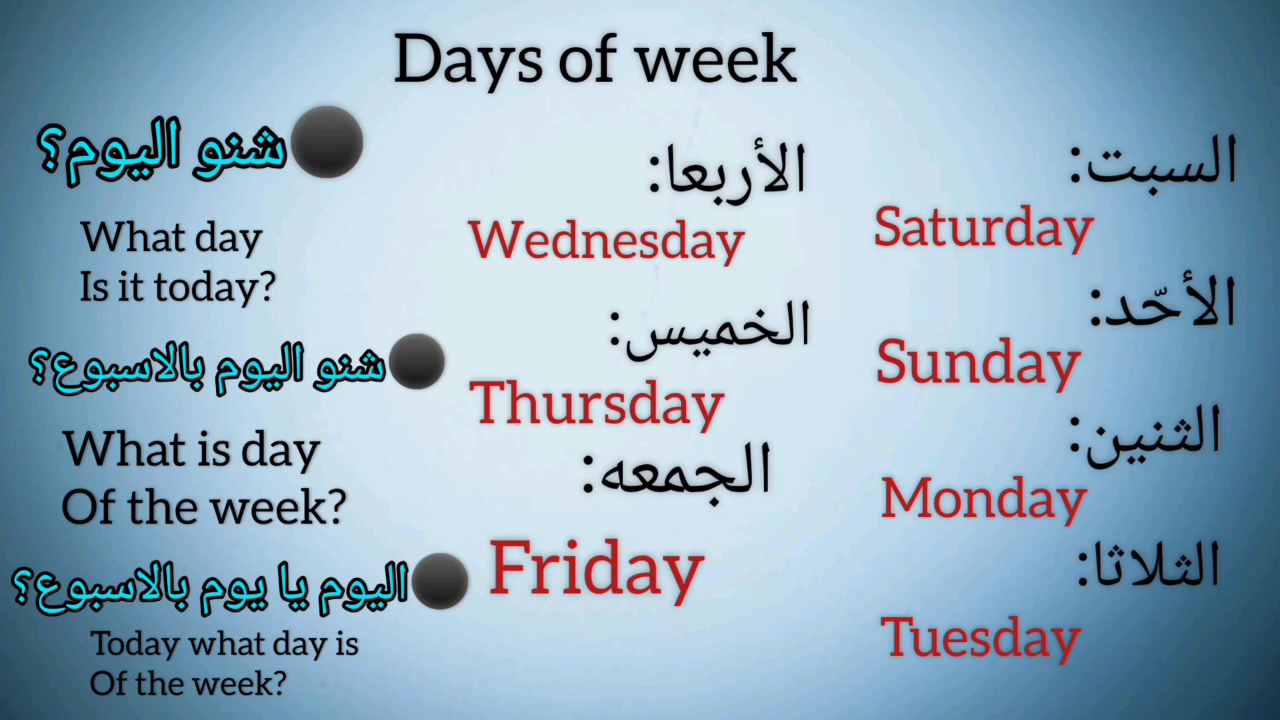 Days of week
شنو اليوم؟
What day
Is it today?
شنو اليوم بالاسبوع؟
What is day
Of the week?
اليوم يا يوم بالاسبوع؟
Today what day is
Of the week?
السبت:
Saturday
الأحّد:
Sunday
الثنين:
Monday
الثلاثا:
Tuesday
الأربعا:
Wednesday
الخميس:
Thursday
الجمعه:
Friday